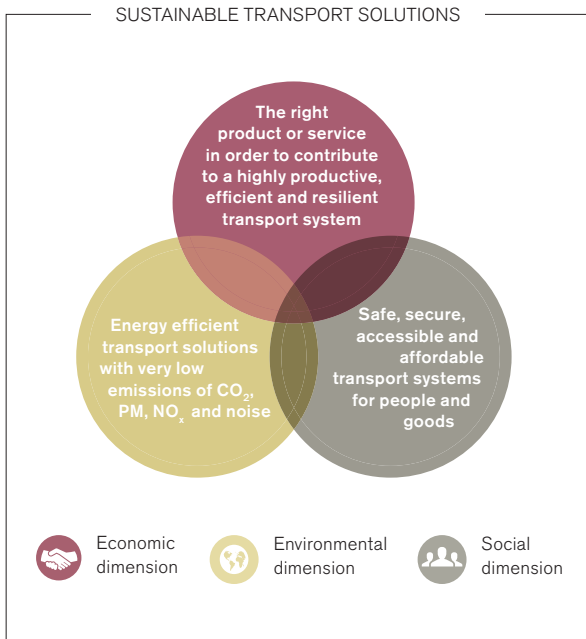 SUSTAINABLE TRANSPORT SOLUTIONS
The right
product or service
in order to contribute
to a highly productive,
efficient and resilient
transport system
Energy efficient
transport solutions
with very low
emissions of CO₂,
PM, NOₓ and noise
Safe, secure,
accessible and
affordable
transport systems
for people and
goods
Economic
dimension
Environmental
dimension
Social
dimension